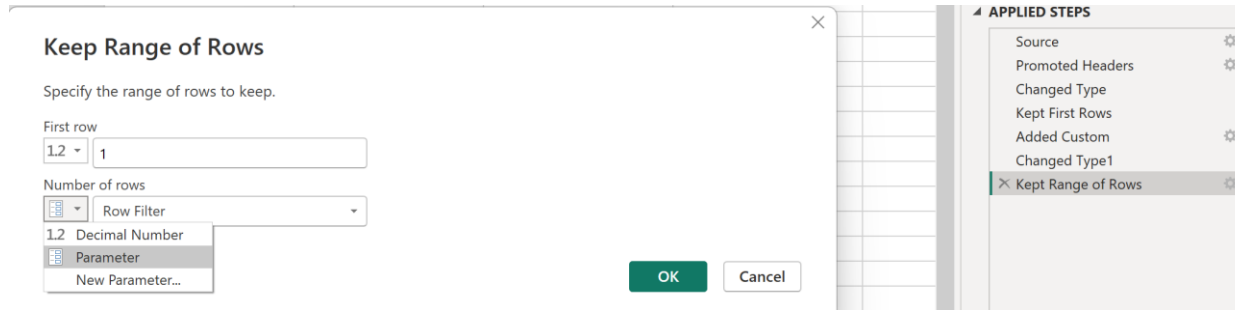 Keep Range of Rows
Specify the range of rows to keep.
First row
1.2
1
Number of rows
Row Filter
1.2 Decimal Number
Parameter
New Parameter...
OK
Cancel
APPLIED STEPS
Source
Promoted Headers
Changed Type
Kept First Rows
Added Custom
Changed Type1
Kept Range of Rows